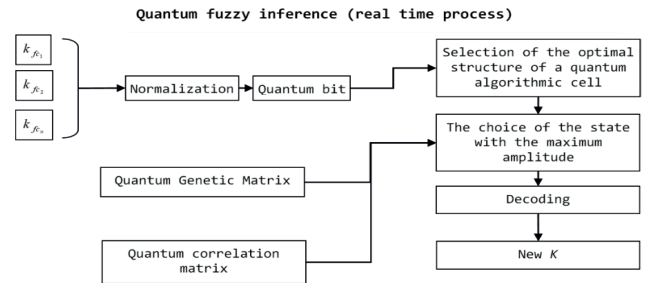 Quantum fuzzy inference (real time process)
k_fc₁
k_fc₂
k_fcₙ
Normalization
Quantum bit
Selection of the optimal
structure of a quantum
algorithmic cell
The choice of the state
with the maximum
amplitude
Quantum Genetic Matrix
Decoding
Quantum correlation
matrix
New K